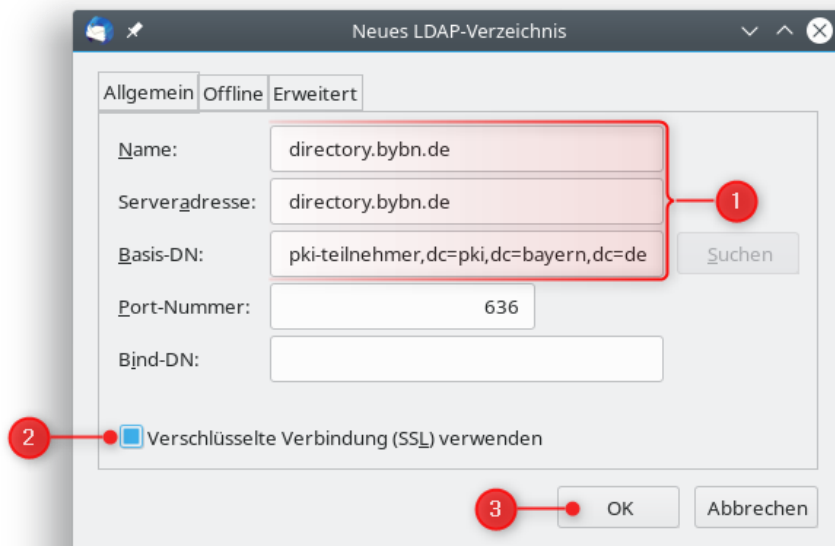 Neues LDAP-Verzeichnis
Allgemein Offline Erweitert
Name: directory.bybn.de
1
Serveradresse: directory.bybn.de
Basis-DN: pki-teilnehmer,dc=pki,dc=bayern,dc=de Suchen
Port-Nummer: 636
Bind-DN:
2 Verschlüsselte Verbindung (SSL) verwenden
3 OK Abbrechen